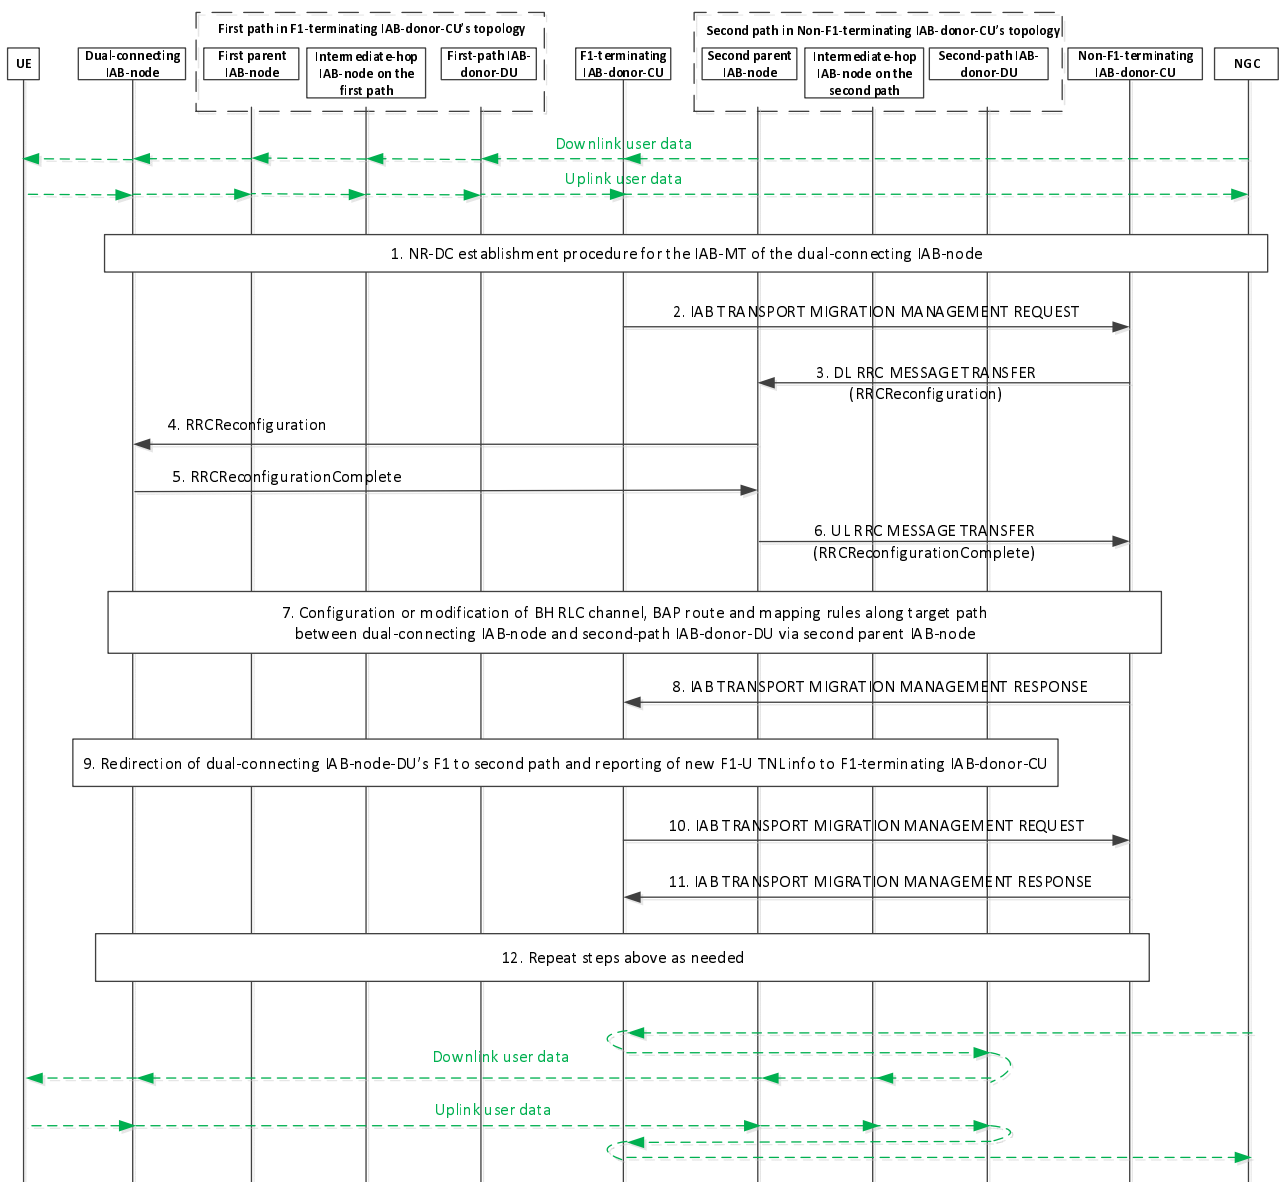 First path in F1-terminating IAB-donor-CU's topology
Second path in Non-F1-terminating IAB-donor-CU's topology
UE
Dual-connecting
IAB-node
First parent
IAB-node
Intermediate-hop
IAB-node on the
first path
First-path IAB-
donor-DU
F1-terminating
IAB-donor-CU
Second parent
IAB-node
Intermediate-hop
IAB-node on the
second path
Second-path IAB-
donor-DU
Non-F1-terminating
IAB-donor-CU
NGC
Downlink user data
Uplink user data
1. NR-DC establishment procedure for the IAB-MT of the dual-connecting IAB-node
2. IAB TRANSPORT MIGRATION MANAGEMENT REQUEST
3. DL RRC MESSAGE TRANSFER
(RRCReconfiguration)
4. RRCReconfiguration
5. RRCReconfigurationComplete
6. UL RRC MESSAGE TRANSFER
(RRCReconfigurationComplete)
7. Configuration or modification of BH RLC channel, BAP route and mapping rules along target path
between dual-connecting IAB-node and second-path IAB-donor-DU via second parent IAB-node
8. IAB TRANSPORT MIGRATION MANAGEMENT RESPONSE
9. Redirection of dual-connecting IAB-node-DU's F1 to second path and reporting of new F1-U TNL info to F1-terminating IAB-donor-CU
10. IAB TRANSPORT MIGRATION MANAGEMENT REQUEST
11. IAB TRANSPORT MIGRATION MANAGEMENT RESPONSE
12. Repeat steps above as needed
Downlink user data
Uplink user data